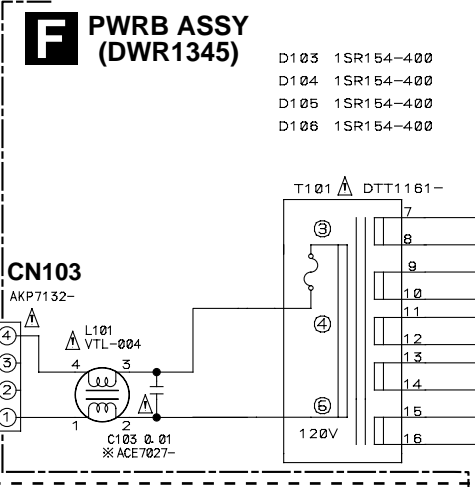 F PWRB ASSY
(DWR1345)
D103 1SR154-400
D104 1SR154-400
D105 1SR154-400
D106 1SR154-400
T101 DTT1161-
7
3
8
CN103
9
AKP7132-
10
11
4
L101
VTL-004
4
12
4 3
3
13
2
14
6
15
1
1 2
120V
C103 0.01
16
※ACE7027-